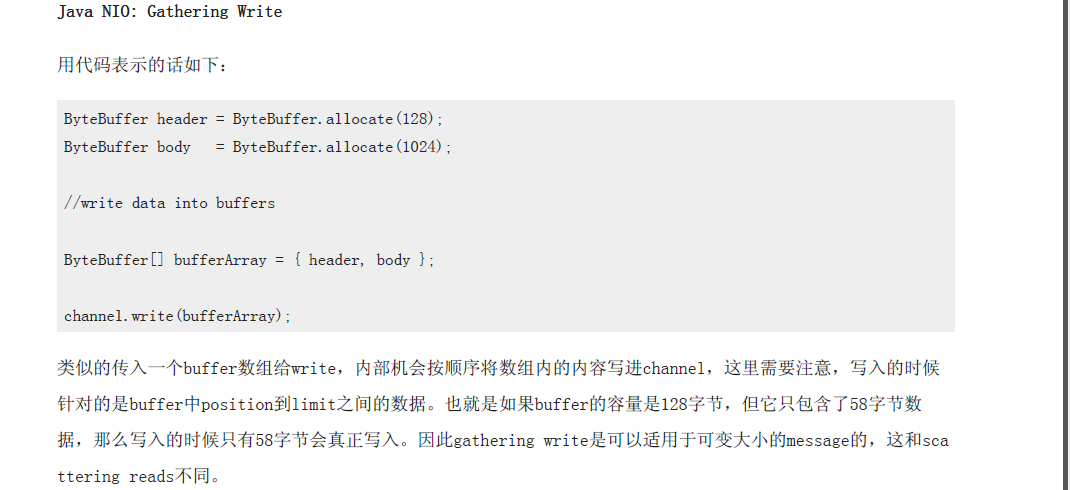 Java NIO: Gathering Write
用代码表示的话如下：
ByteBuffer header = ByteBuffer.allocate(128);
ByteBuffer body   = ByteBuffer.allocate(1024);
//write data into buffers
ByteBuffer[] bufferArray = { header, body };
channel.write(bufferArray);
类似的传入一个buffer数组给write，内部机会按顺序将数组内的内容写进channel，这里需要注意，写入的时候
针对的是buffer中position到limit之间的数据。也就是如果buffer的容量是128字节，但它只包含了58字节数
据，那么写入的时候只有58字节会真正写入。因此gathering write是可以适用于可变大小的message的，这和sca
ttering reads不同。